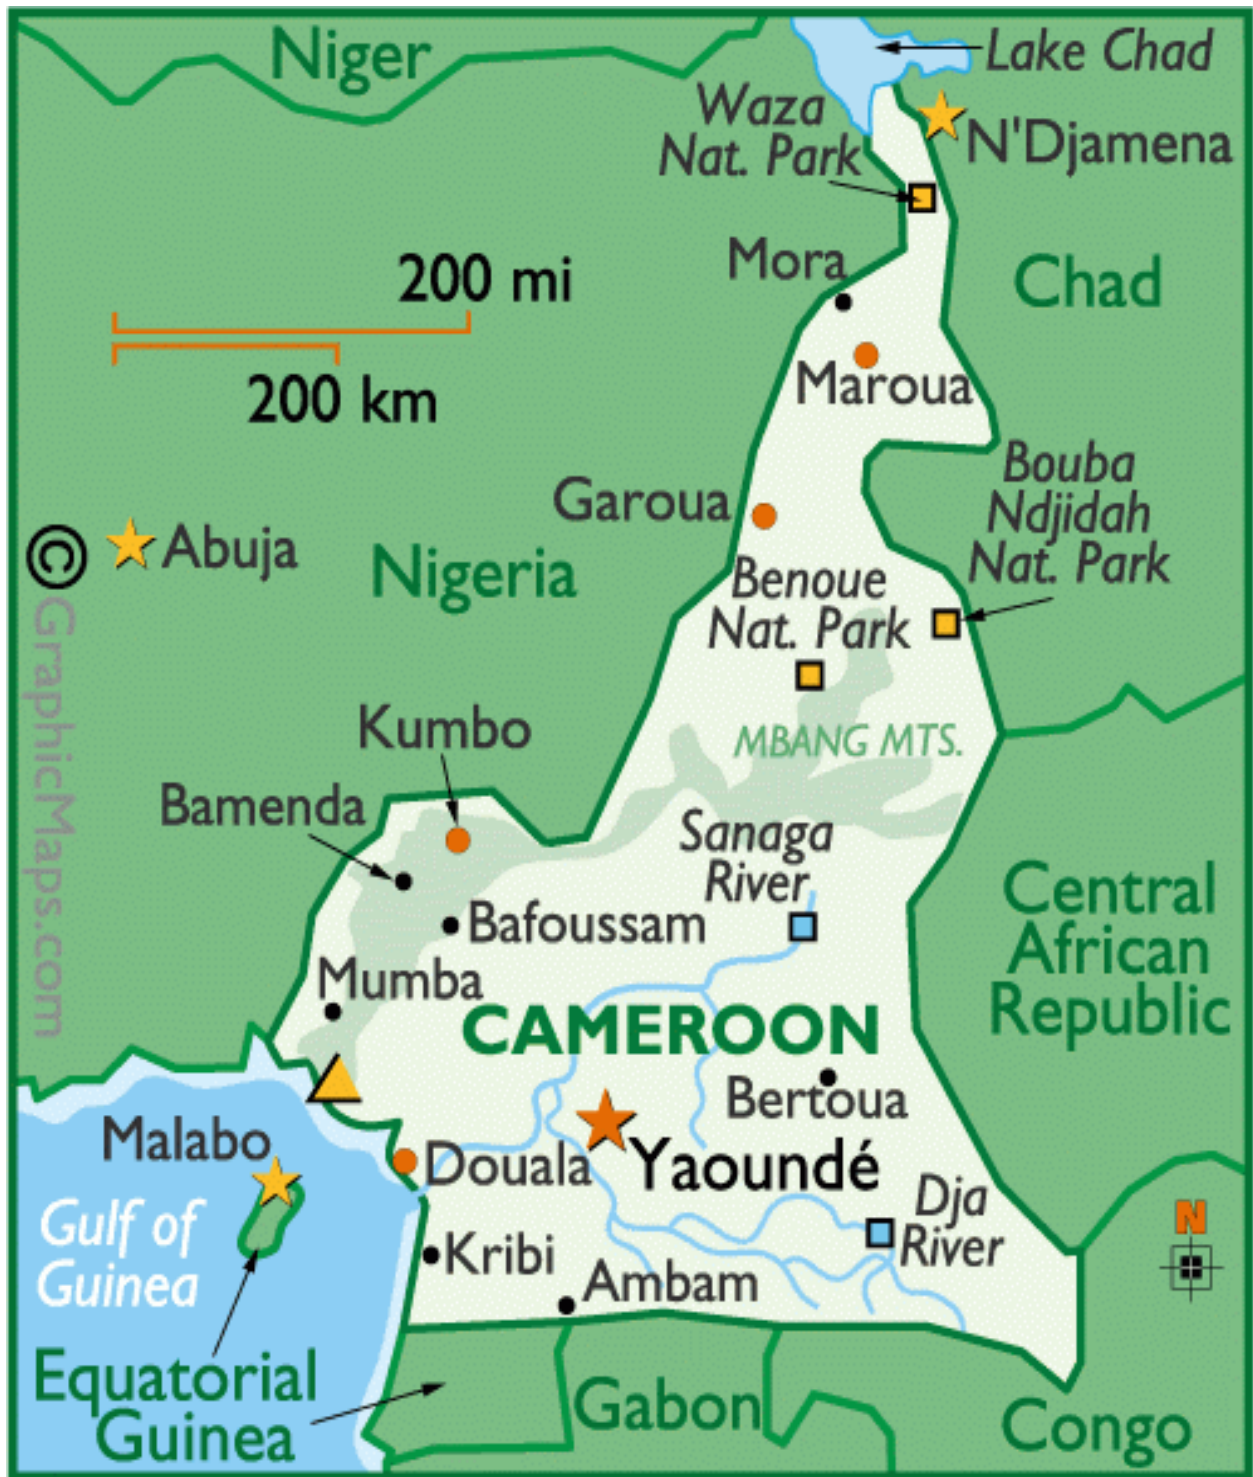 Niger
Lake Chad
Waza
Nat. Park
N'Djamena
Mora
Chad
200 mi
200 km
Maroua
Bouba
Ndjidah
Nat. Park
Garoua
© GraphicMaps.com
Abuja
Nigeria
Benoue
Nat. Park
MBANG MTS.
Kumbo
Bamenda
Sanaga
River
Central
African
Republic
Bafoussam
Mumba
CAMEROON
Bertoua
Malabo
Douala
Yaoundé
Gulf of
Guinea
Dja
River
N
Kribi
Ambam
Equatorial
Guinea
Gabon
Congo